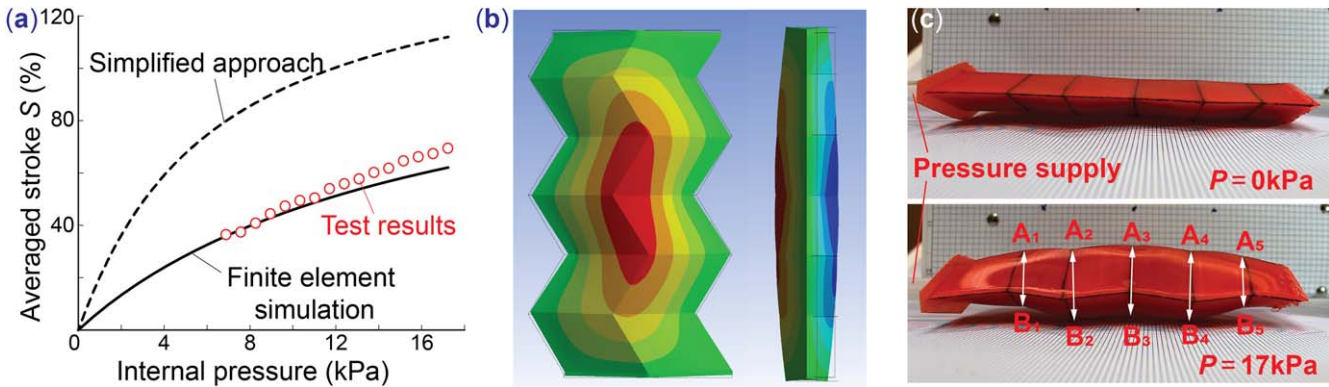 (a)
120
80
40
0
0
4
8
12
16
Averaged stroke S (%)
Internal pressure (kPa)
Simplified approach
Test results
Finite element
simulation
(b)
(c)
Pressure supply
P = 0kPa
A₁
A₂
A₃
A₄
A₅
B₁
B₂
B₃
B₄
B₅
P = 17kPa